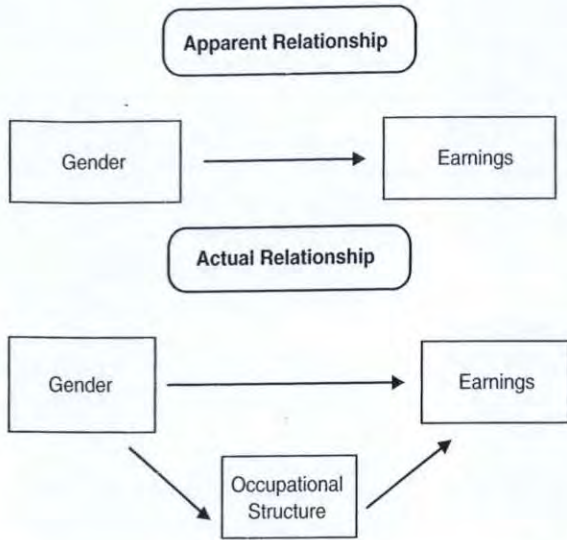 Apparent Relationship
Gender
Earnings
Actual Relationship
Gender
Earnings
Occupational
Structure